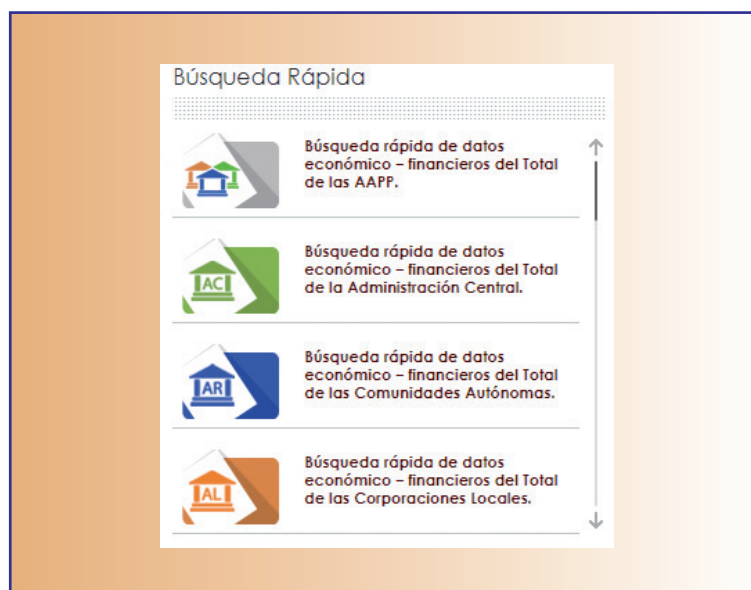 Búsqueda Rápida
Búsqueda rápida de datos
económico – financieros del Total
de las AAPP.
AC
Búsqueda rápida de datos
económico – financieros del Total
de la Administración Central.
AR
Búsqueda rápida de datos
económico – financieros del Total
de las Comunidades Autónomas.
AL
Búsqueda rápida de datos
económico – financieros del Total
de las Corporaciones Locales.